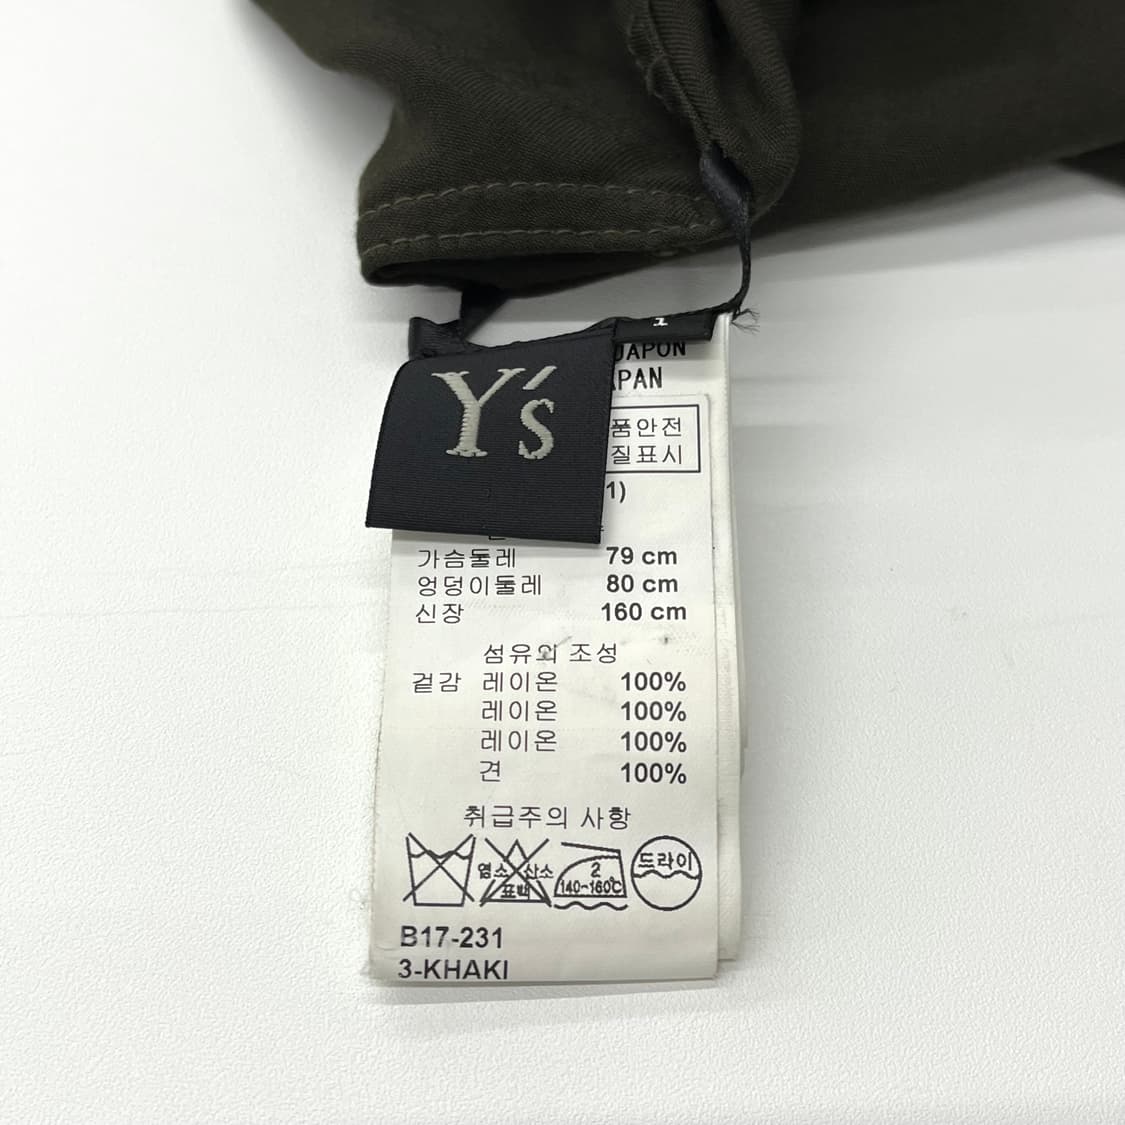 1
JAPON
Y's
품안전
질표시
1)
가슴둘레 79 cm
엉덩이둘레 80 cm
신장 160 cm
섬유의 조성
겉감 레이온 100%
레이온 100%
레이온 100%
견 100%
취급주의 사항
염소 산소
표백
2
140~160℃
드라이
B17-231
3-KHAKI